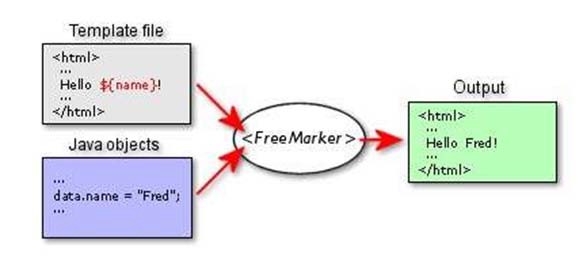 Template file
<html>
...
Hello ${name}!
...
</html>
Java objects
...
data.name = "Fred";
...
<FreeMarker>
Output
<html>
...
Hello Fred!
...
</html>